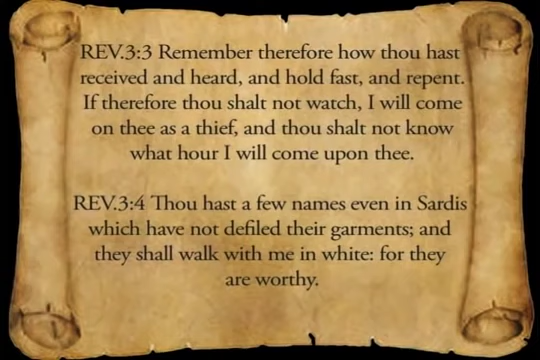 REV.3:3 Remember therefore how thou hast
received and heard, and hold fast, and repent.
If therefore thou shalt not watch, I will come
on thee as a thief, and thou shalt not know
what hour I will come upon thee.
REV.3:4 Thou hast a few names even in Sardis
which have not defiled their garments; and
they shall walk with me in white: for they
are worthy.